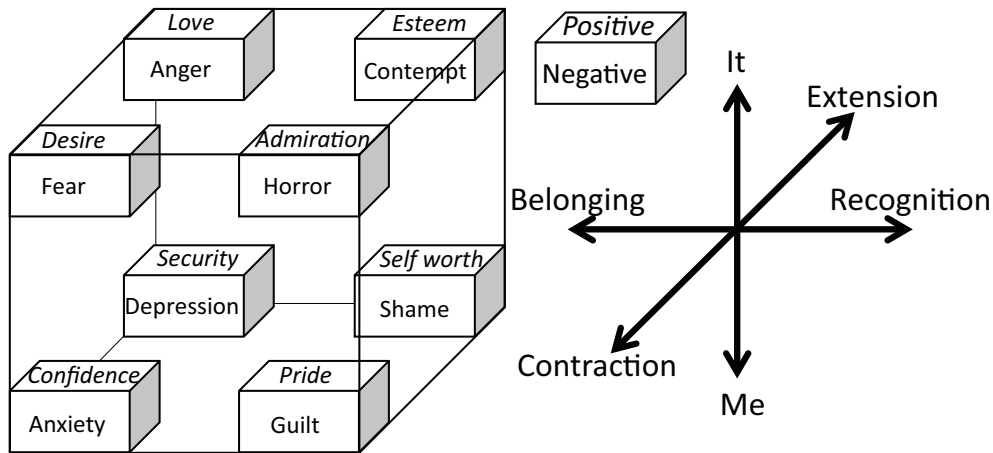 Love
Anger
Esteem
Contempt
Positive
Negative
It
Extension
Desire
Fear
Admiration
Horror
Belonging
Recognition
Security
Depression
Self worth
Shame
Contraction
Confidence
Anxiety
Pride
Guilt
Me